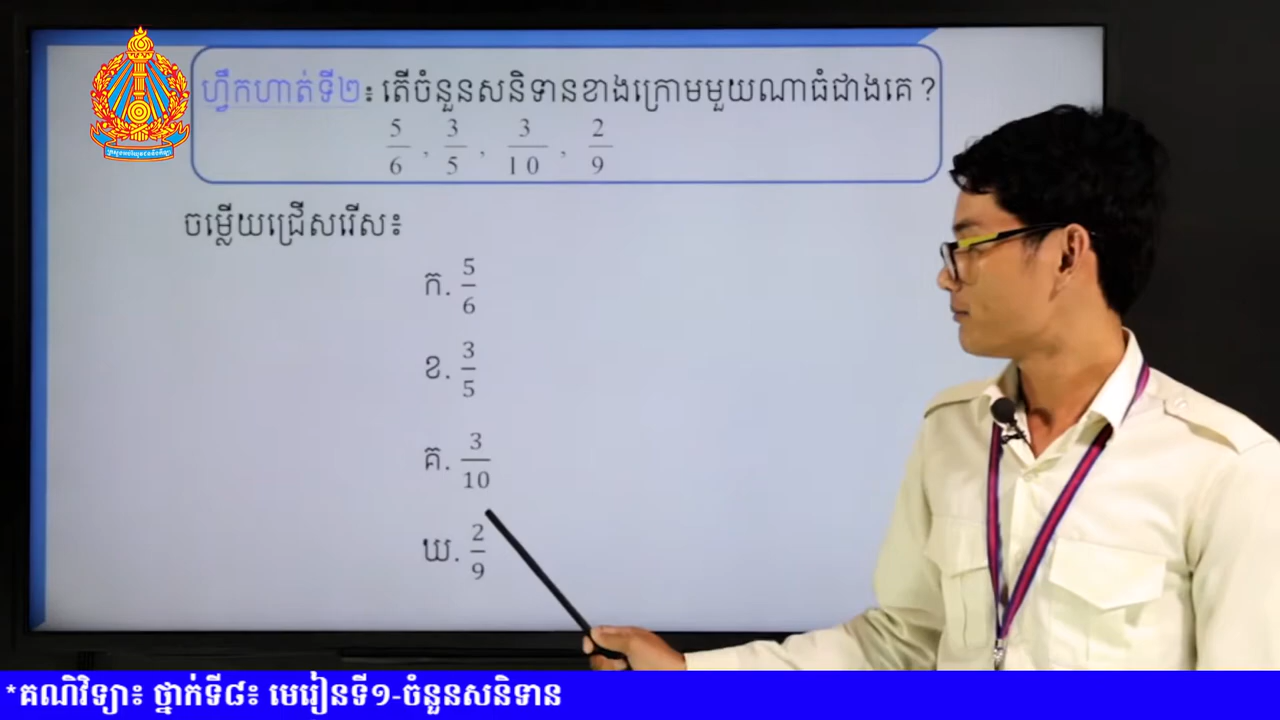 ហ្វឹកហាត់ទី២៖ តើចំនួនសនិទានខាងក្រោមមួយណាធំជាងគេ ?
5/6 , 3/5 , 3/10 , 2/9
ចម្លើយជ្រើសរើស៖
ក. 5/6
ខ. 3/5
គ. 3/10
ឃ. 2/9
*គណិវិទ្យា៖ ថ្នាក់ទី៨៖ មេរៀនទី១-ចំនួនសនិទាន